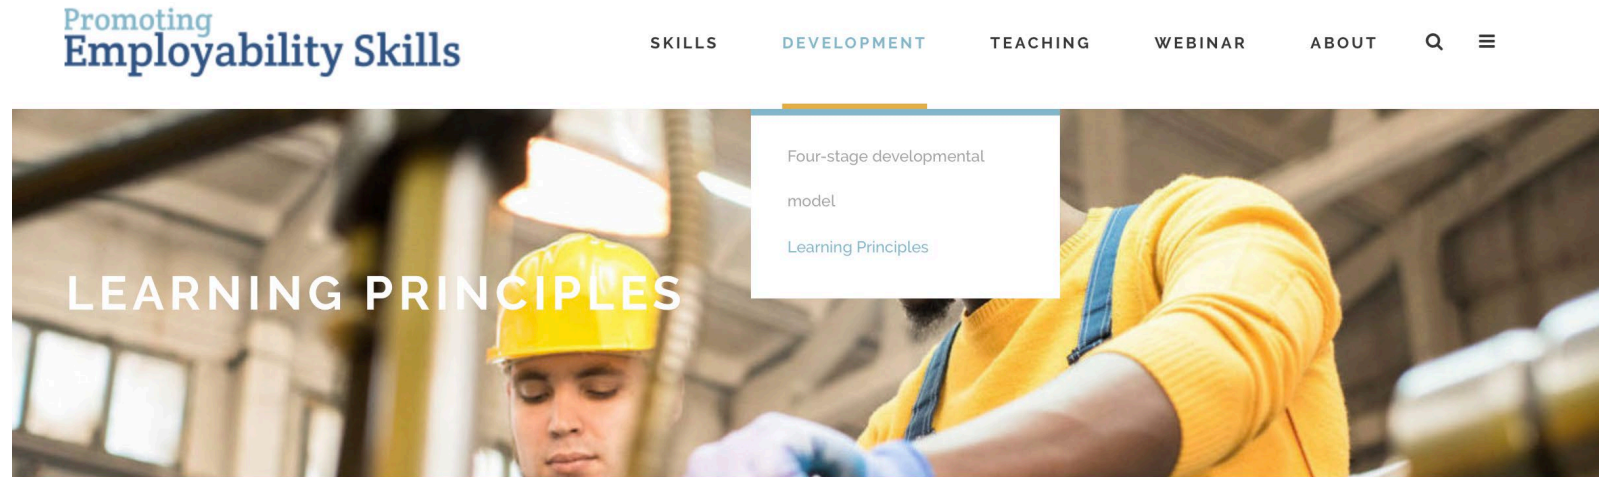 Promoting
Employability Skills
SKILLS
DEVELOPMENT
TEACHING
WEBINAR
ABOUT
Four-stage developmental
model
Learning Principles
LEARNING PRINCIPLES